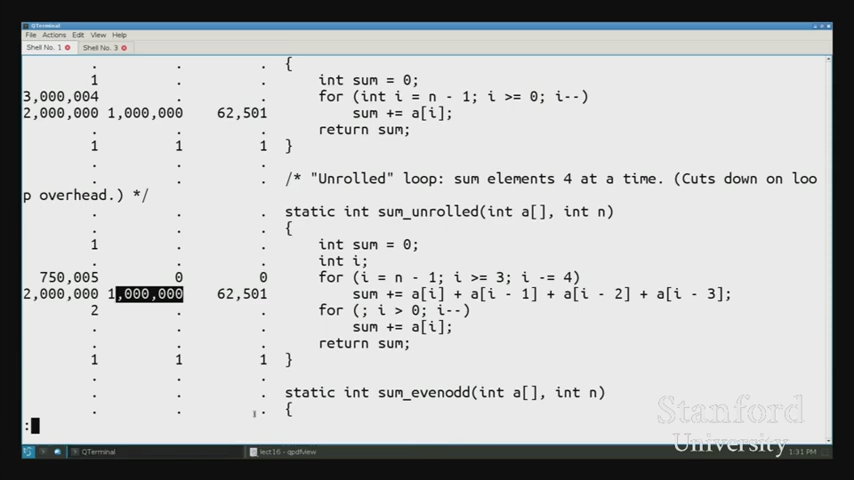 QTerminal
File Actions Edit View Help
Shell No. 1 Shell No. 3
. . . {
1 . . int sum = 0;
3,000,004 . . for (int i = n - 1; i >= 0; i--)
2,000,000 1,000,000 62,501 sum += a[i];
. . . return sum;
1 1 1 }
. . .
. . . /* "Unrolled" loop: sum elements 4 at a time. (Cuts down on loo
p overhead.) */
. . . static int sum_unrolled(int a[], int n)
. . . {
1 . . int sum = 0;
. . . int i;
750,005 0 0 for (i = n - 1; i >= 3; i -= 4)
2,000,000 1,000,000 62,501 sum += a[i] + a[i - 1] + a[i - 2] + a[i - 3];
2 . . for (; i > 0; i--)
. . . sum += a[i];
. . . return sum;
1 1 1 }
. . .
. . . static int sum_evenodd(int a[], int n)
. . . {
:
Stanford
University
QTerminal lect16 - qpdfview 1:31 PM